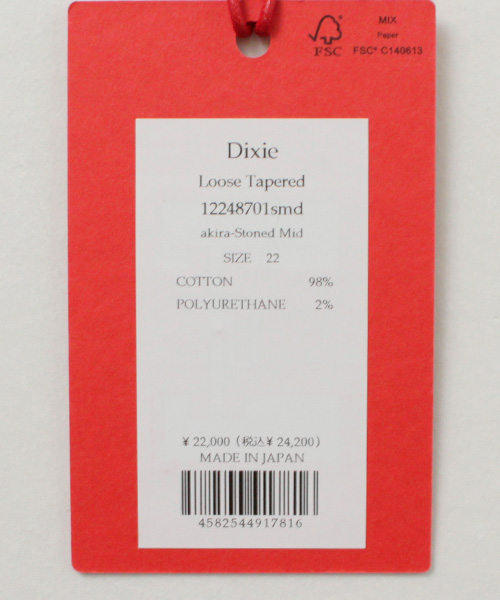 MIX
Paper
FSC
FSC® C140613
Dixie
Loose Tapered
12248701smd
akira-Stoned Mid
SIZE 22
COTTON 98%
POLYURETHANE 2%
¥22,000 (税込¥24,200)
MADE IN JAPAN
4582544917816